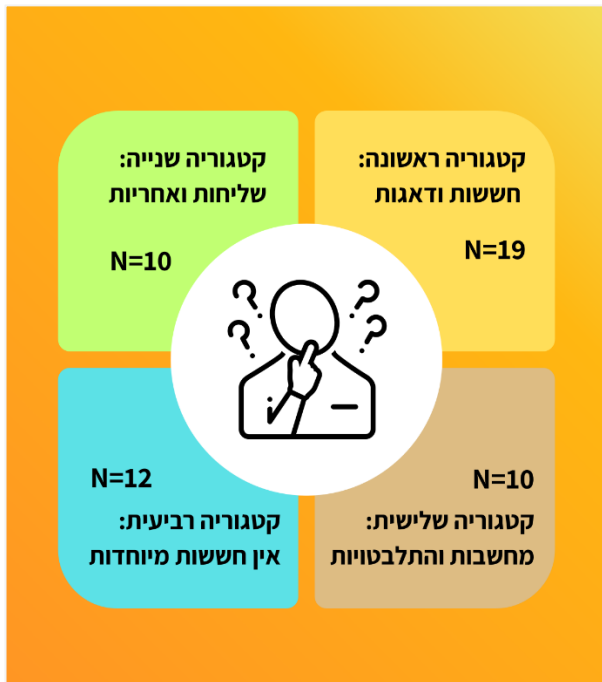 קטגוריה ראשונה:
חששות ודאגות
N=19
קטגוריה שנייה:
שליחות ואחריות
N=10
N=10
קטגוריה שלישית:
מחשבות והתלבטויות
N=12
קטגוריה רביעית:
אין חששות מיוחדות